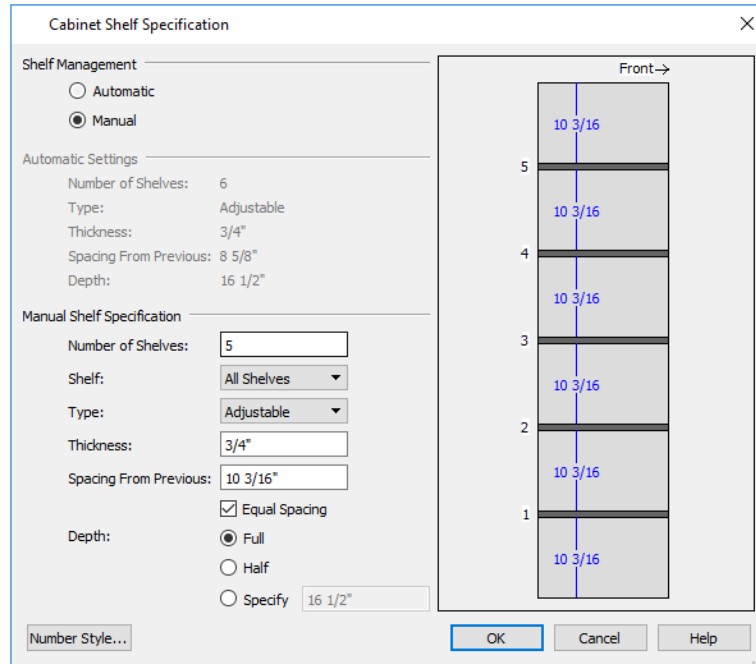 Cabinet Shelf Specification
Shelf Management
Automatic
Manual
Automatic Settings
Number of Shelves: 6
Type: Adjustable
Thickness: 3/4"
Spacing From Previous: 8 5/8"
Depth: 16 1/2"
Manual Shelf Specification
Number of Shelves: 5
Shelf: All Shelves
Type: Adjustable
Thickness: 3/4"
Spacing From Previous: 10 3/16"
Equal Spacing
Depth: Full
Half
Specify 16 1/2"
Front
10 3/16
5
10 3/16
4
10 3/16
3
10 3/16
2
10 3/16
1
10 3/16
Number Style... OK Cancel Help